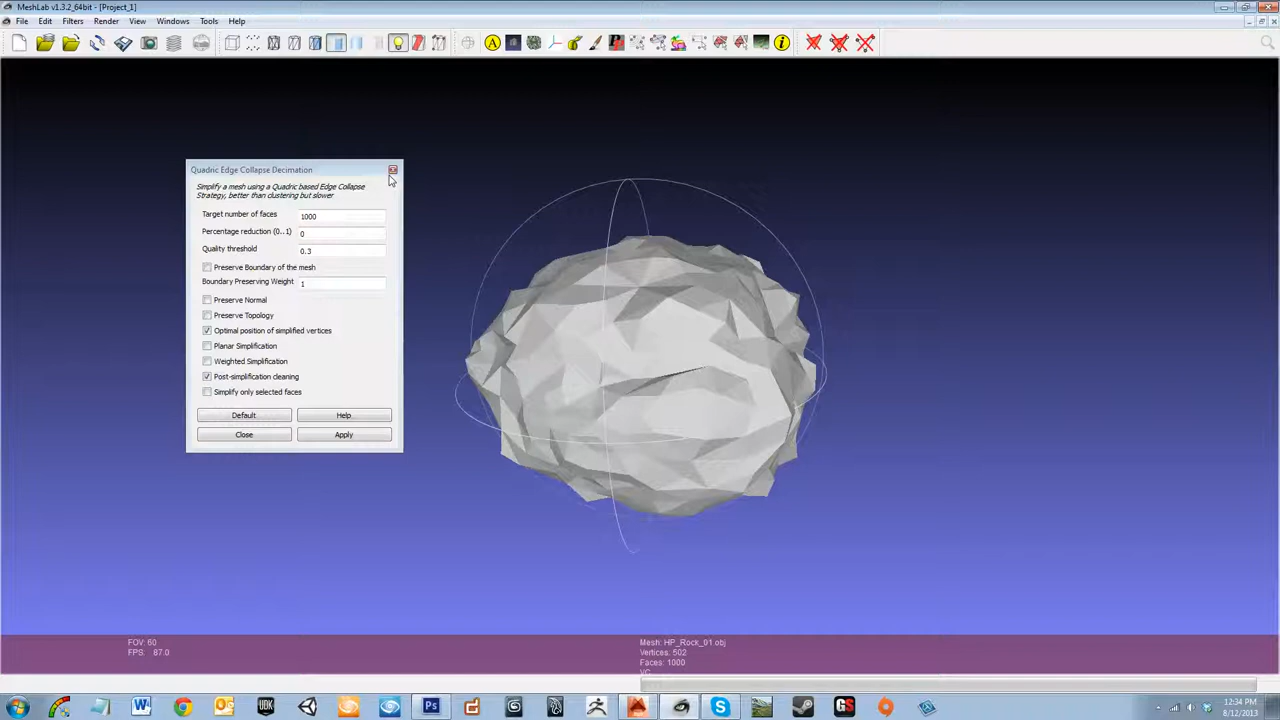 MeshLab v1.3.2_64bit - [Project_1]
File Edit Filters Render View Windows Tools Help
Quadric Edge Collapse Decimation
Simplify a mesh using a Quadric based Edge Collapse
Strategy, better than clustering but slower
Target number of faces 1000
Percentage reduction (0..1) 0
Quality threshold 0.3
Preserve Boundary of the mesh
Boundary Preserving Weight 1
Preserve Normal
Preserve Topology
Optimal position of simplified vertices
Planar Simplification
Weighted Simplification
Post-simplification cleaning
Simplify only selected faces
Default Help
Close Apply
FOV: 60
FPS: 87.0
Mesh: HP_Rock_01.obj
Vertices: 502
Faces: 1000
VC
12:34 PM
8/12/2013